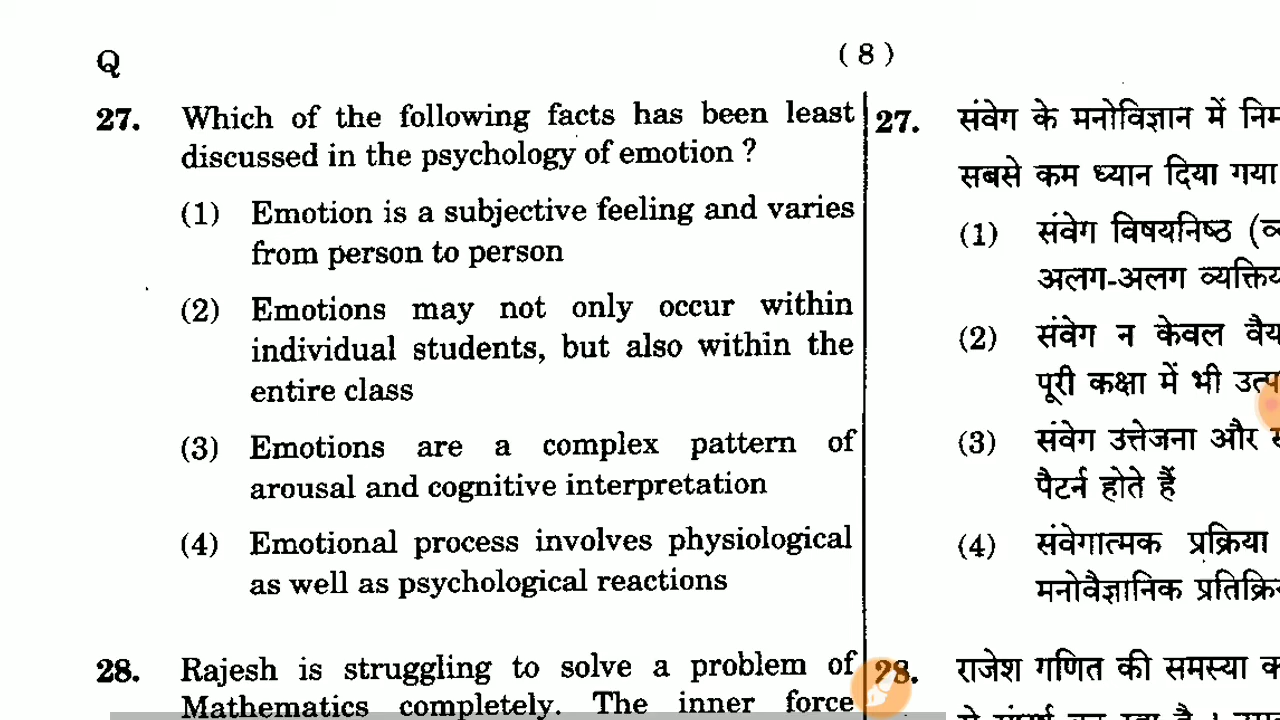 Q
( 8 )
27. Which of the following facts has been least
discussed in the psychology of emotion ?
(1) Emotion is a subjective feeling and varies
from person to person
(2) Emotions may not only occur within
individual students, but also within the
entire class
(3) Emotions are a complex pattern of
arousal and cognitive interpretation
(4) Emotional process involves physiological
as well as psychological reactions
28. Rajesh is struggling to solve a problem of
Mathematics completely. The inner force
27. संवेग के मनोविज्ञान में
सबसे कम ध्यान दिया गया
(1) संवेग विषयनिष्ठ
अलग-अलग
(2) संवेग न केवल
पूरी कक्षा में भी
(3) संवेग उत्तेजना और
पैटर्न होते हैं
(4) संवेगात्मक प्रक्रिया
28. राजेश गणित की समस्या